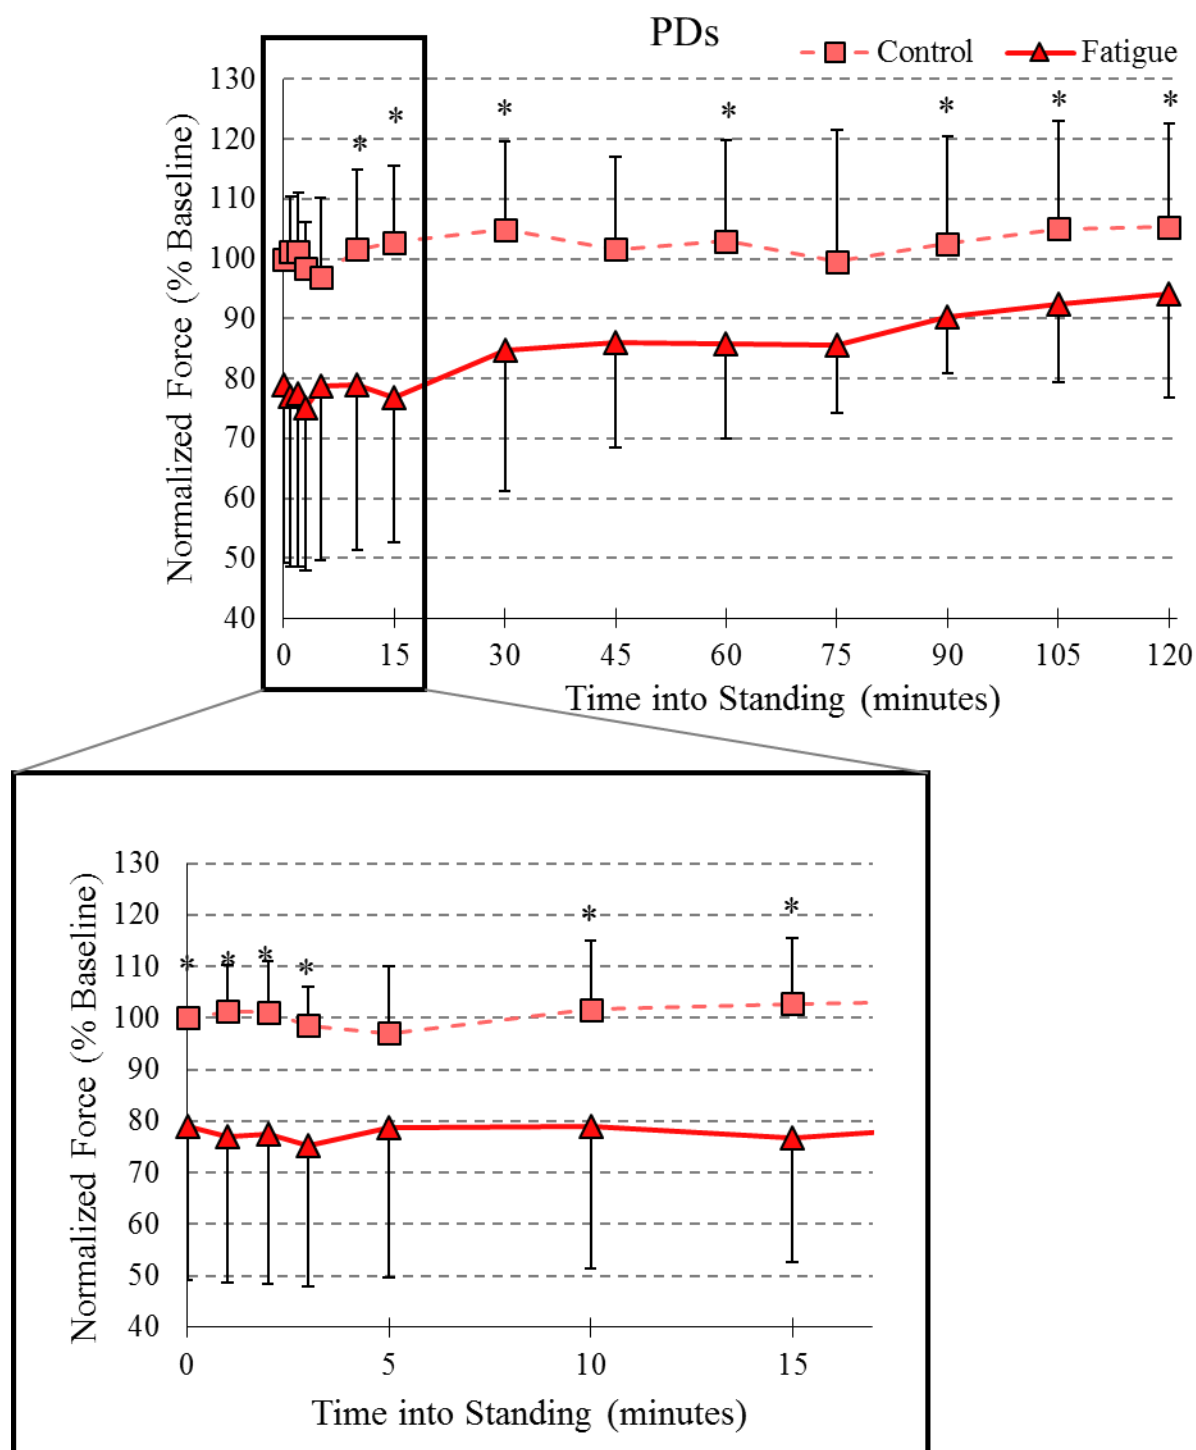 PDs
Control Fatigue
Normalized Force (% Baseline)
130
120
110
100
90
80
70
60
50
40
* * * * * * *
0 15 30 45 60 75 90 105 120
Time into Standing (minutes)
Normalized Force (% Baseline)
130
120
110
100
90
80
70
60
50
40
* * * * * *
0 5 10 15
Time into Standing (minutes)